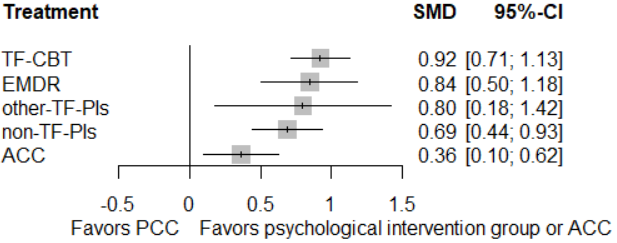 Treatment SMD 95%-CI
TF-CBT 0.92 [0.71; 1.13]
EMDR 0.84 [0.50; 1.18]
other-TF-PIs 0.80 [0.18; 1.42]
non-TF-PIs 0.69 [0.44; 0.93]
ACC 0.36 [0.10; 0.62]
-0.5 0 0.5 1 1.5
Favors PCC Favors psychological intervention group or ACC